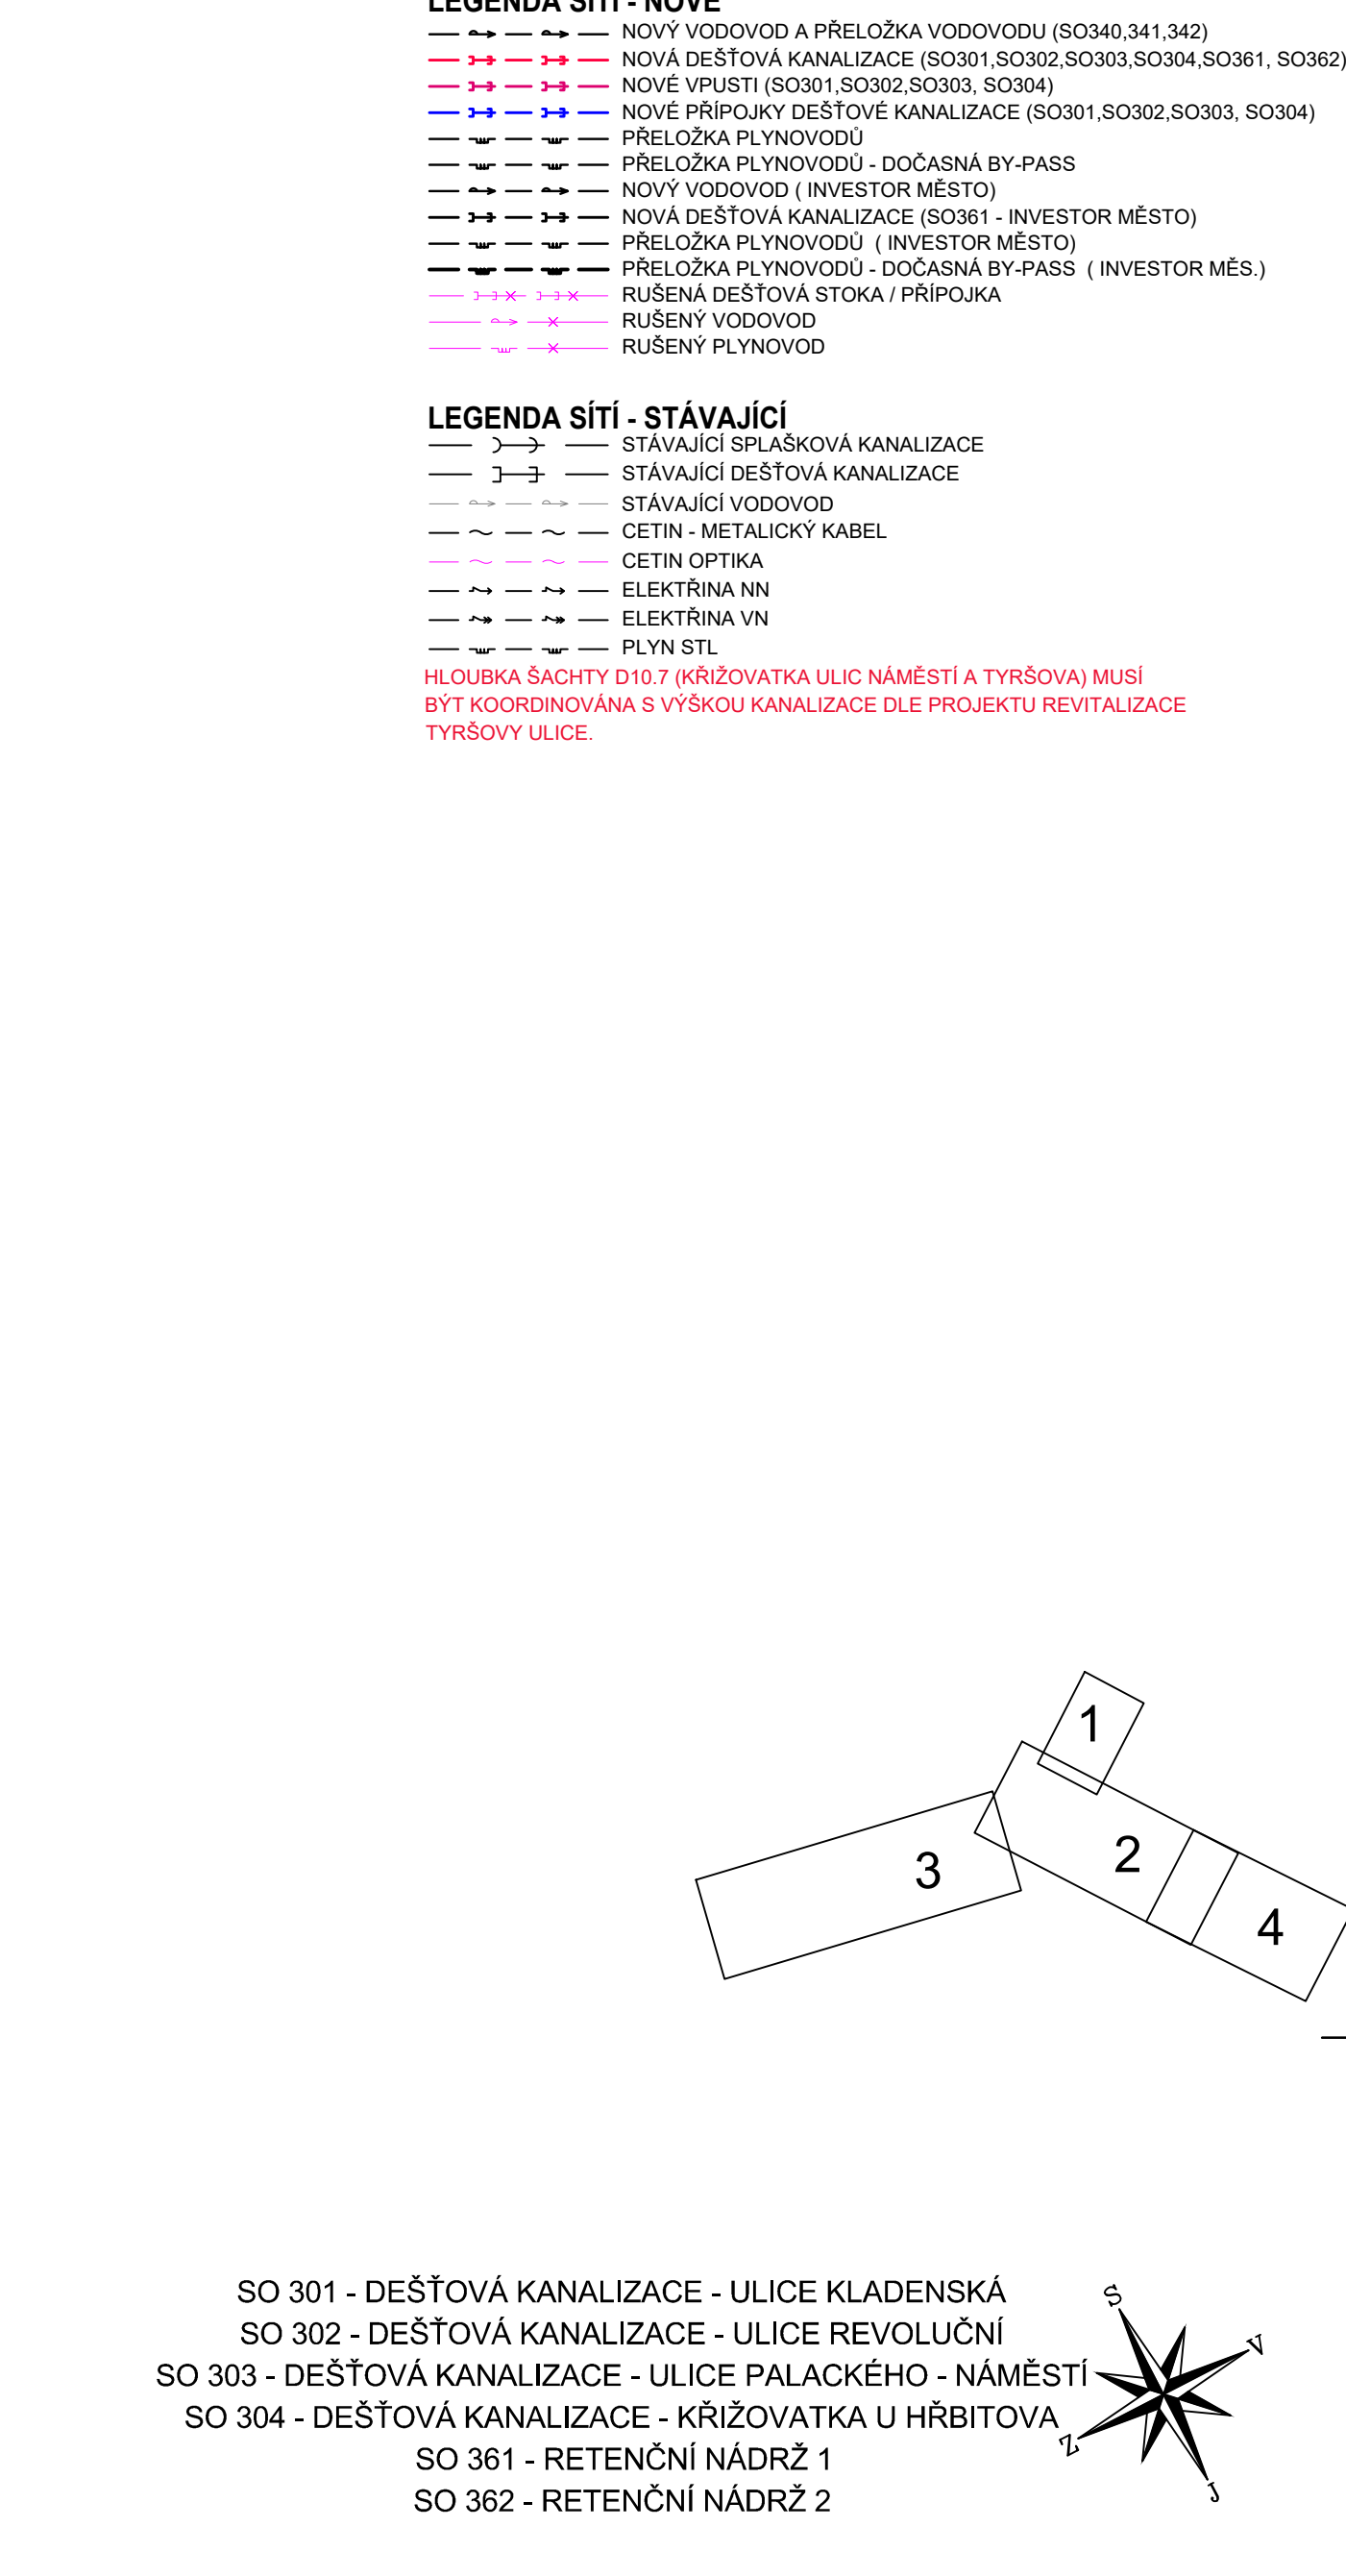 LEGENDA SÍTÍ - NOVÉ
NOVÝ VODOVOD A PŘELOŽKA VODOVODU (SO340,341,342)
NOVÁ DEŠŤOVÁ KANALIZACE (SO301,SO302,SO303,SO304,SO361, SO362)
NOVÉ VPUSTI (SO301,SO302,SO303, SO304)
NOVÉ PŘÍPOJKY DEŠŤOVÉ KANALIZACE (SO301,SO302,SO303, SO304)
PŘELOŽKA PLYNOVODŮ
PŘELOŽKA PLYNOVODŮ - DOČASNÁ BY-PASS
NOVÝ VODOVOD ( INVESTOR MĚSTO)
NOVÁ DEŠŤOVÁ KANALIZACE (SO361 - INVESTOR MĚSTO)
PŘELOŽKA PLYNOVODŮ ( INVESTOR MĚSTO)
PŘELOŽKA PLYNOVODŮ - DOČASNÁ BY-PASS ( INVESTOR MĚS.)
RUŠENÁ DEŠŤOVÁ STOKA / PŘÍPOJKA
RUŠENÝ VODOVOD
RUŠENÝ PLYNOVOD
LEGENDA SÍTÍ - STÁVAJÍCÍ
STÁVAJÍCÍ SPLAŠKOVÁ KANALIZACE
STÁVAJÍCÍ DEŠŤOVÁ KANALIZACE
STÁVAJÍCÍ VODOVOD
CETIN - METALICKÝ KABEL
CETIN OPTIKA
ELEKTŘINA NN
ELEKTŘINA VN
PLYN STL
HLOUBKA ŠACHTY D10.7 (KŘIŽOVATKA ULIC NÁMĚSTÍ A TYRŠOVA) MUSÍ
BÝT KOORDINOVÁNA S VÝŠKOU KANALIZACE DLE PROJEKTU REVITALIZACE
TYRŠOVY ULICE.
1
2
3
4
SO 301 - DEŠŤOVÁ KANALIZACE - ULICE KLADENSKÁ
SO 302 - DEŠŤOVÁ KANALIZACE - ULICE REVOLUČNÍ
SO 303 - DEŠŤOVÁ KANALIZACE - ULICE PALACKÉHO - NÁMĚSTÍ
SO 304 - DEŠŤOVÁ KANALIZACE - KŘIŽOVATKA U HŘBITOVA
SO 361 - RETENČNÍ NÁDRŽ 1
SO 362 - RETENČNÍ NÁDRŽ 2
S
V
Z
J